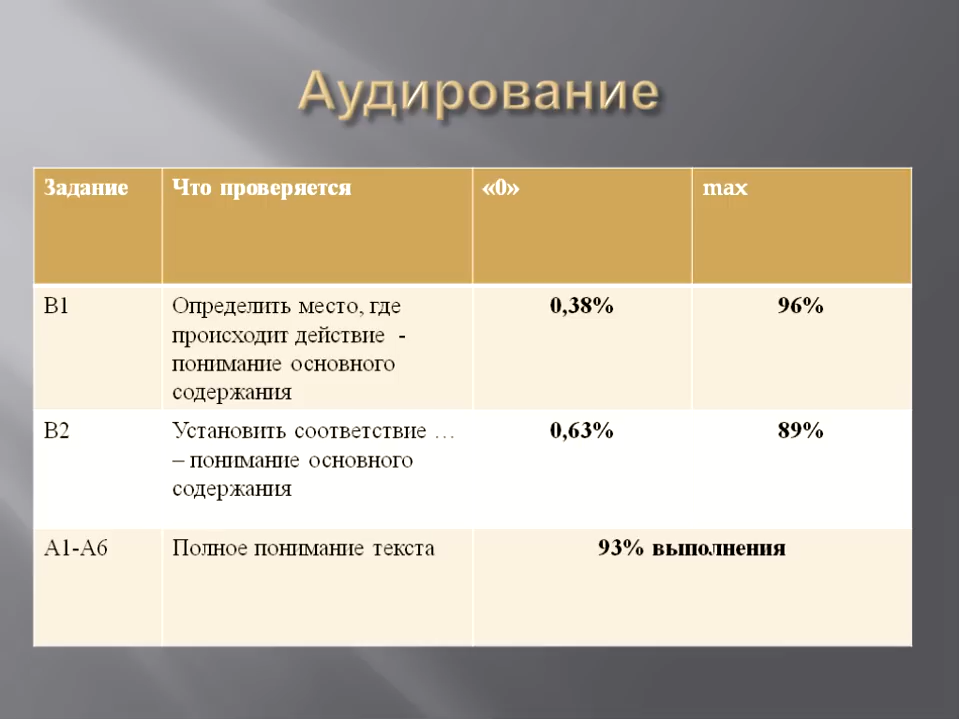 Аудирование
Задание
Что проверяется
«0»
max
В1
Определить место, где
происходит действие -
понимание основного
содержания
0,38%
96%
В2
Установить соответствие …
– понимание основного
содержания
0,63%
89%
А1-А6
Полное понимание текста
93% выполнения